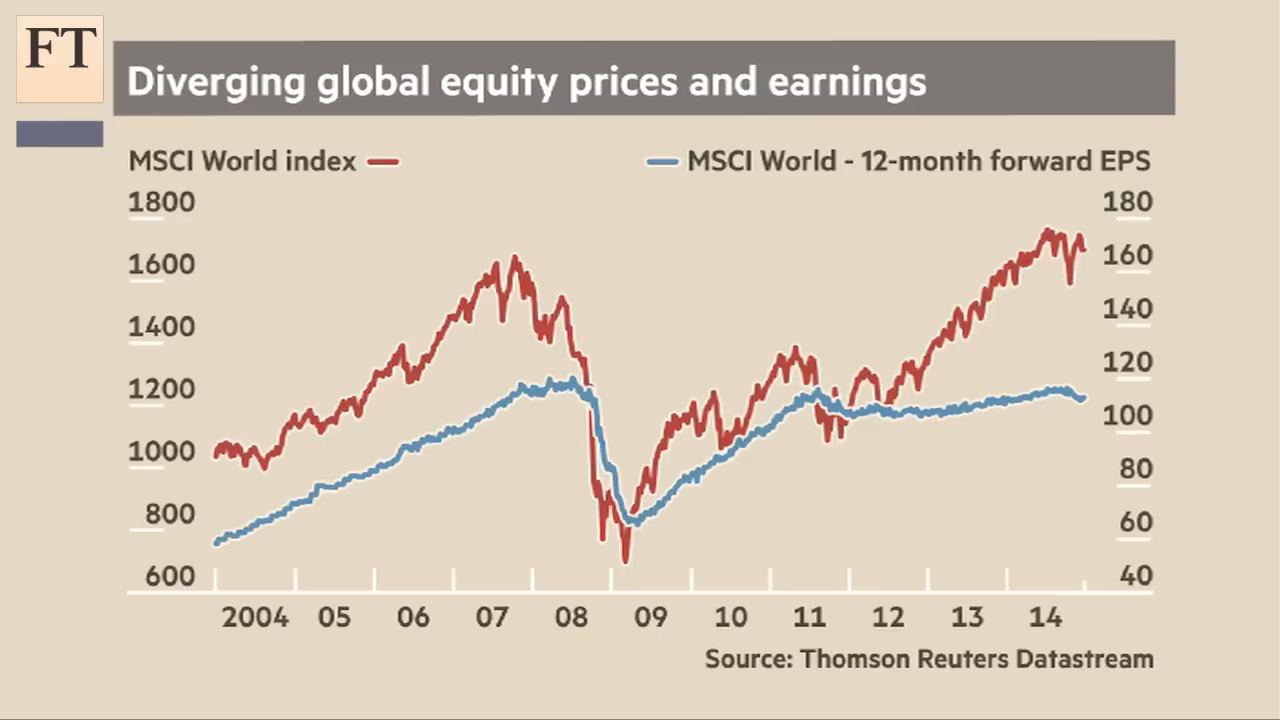 FT
Diverging global equity prices and earnings
MSCI World index
MSCI World - 12-month forward EPS
1800 180
1600 160
1400 140
1200 120
1000 100
800 80
600 60
40
2004 05 06 07 08 09 10 11 12 13 14
Source: Thomson Reuters Datastream